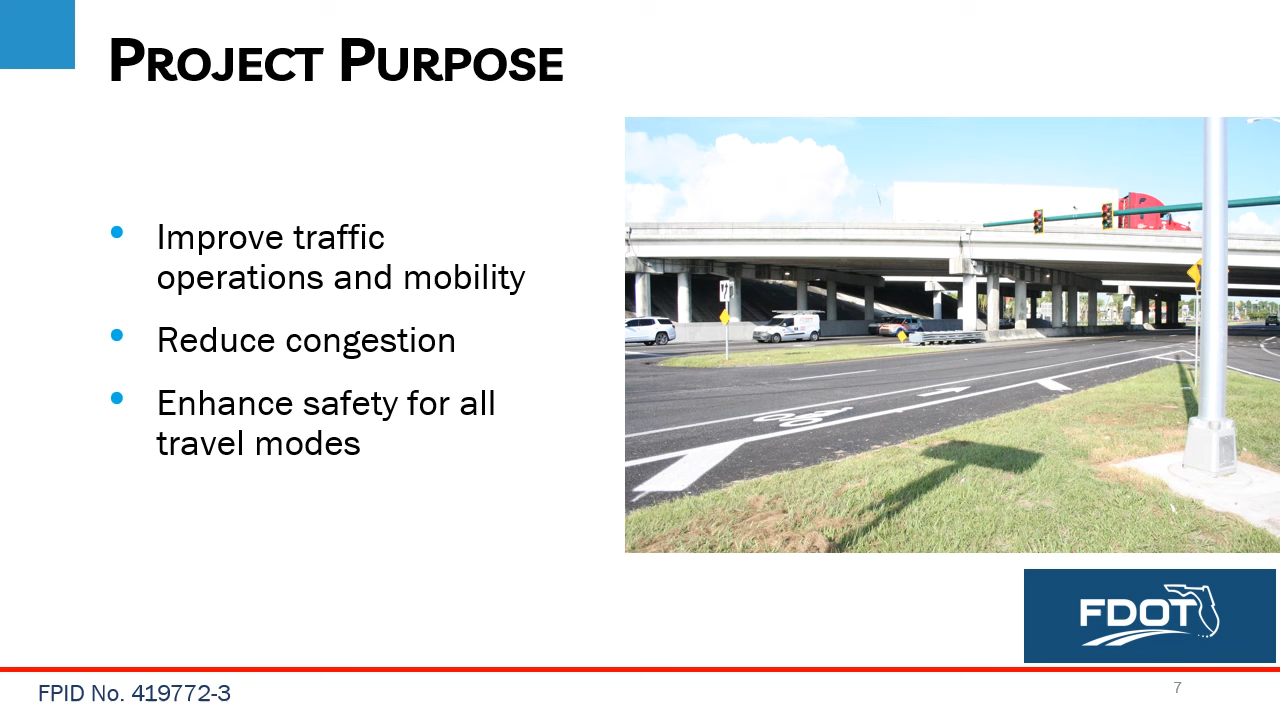 PROJECT PURPOSE
• Improve traffic
operations and mobility
• Reduce congestion
• Enhance safety for all
travel modes
FDOT
FPID No. 419772-3
7